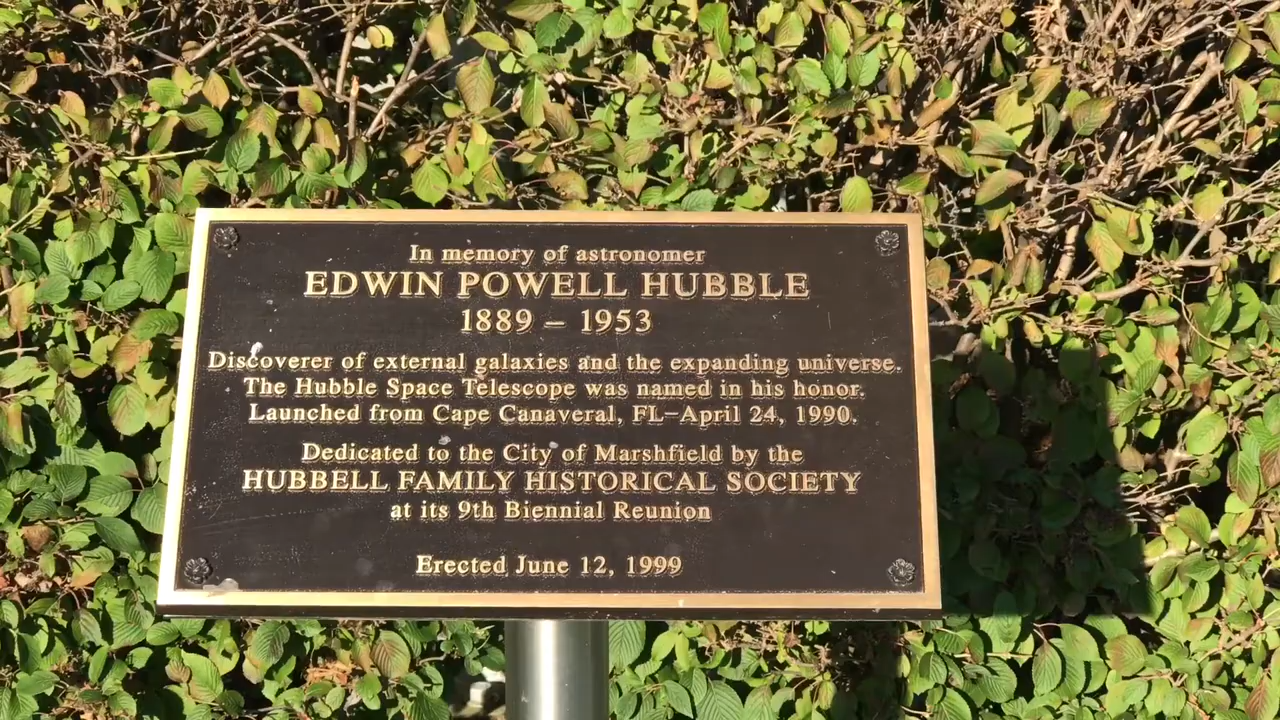 In memory of astronomer
EDWIN POWELL HUBBLE
1889 – 1953
Discoverer of external galaxies and the expanding universe.
The Hubble Space Telescope was named in his honor.
Launched from Cape Canaveral, FL–April 24, 1990.
Dedicated to the City of Marshfield by the
HUBBELL FAMILY HISTORICAL SOCIETY
at its 9th Biennial Reunion
Erected June 12, 1999